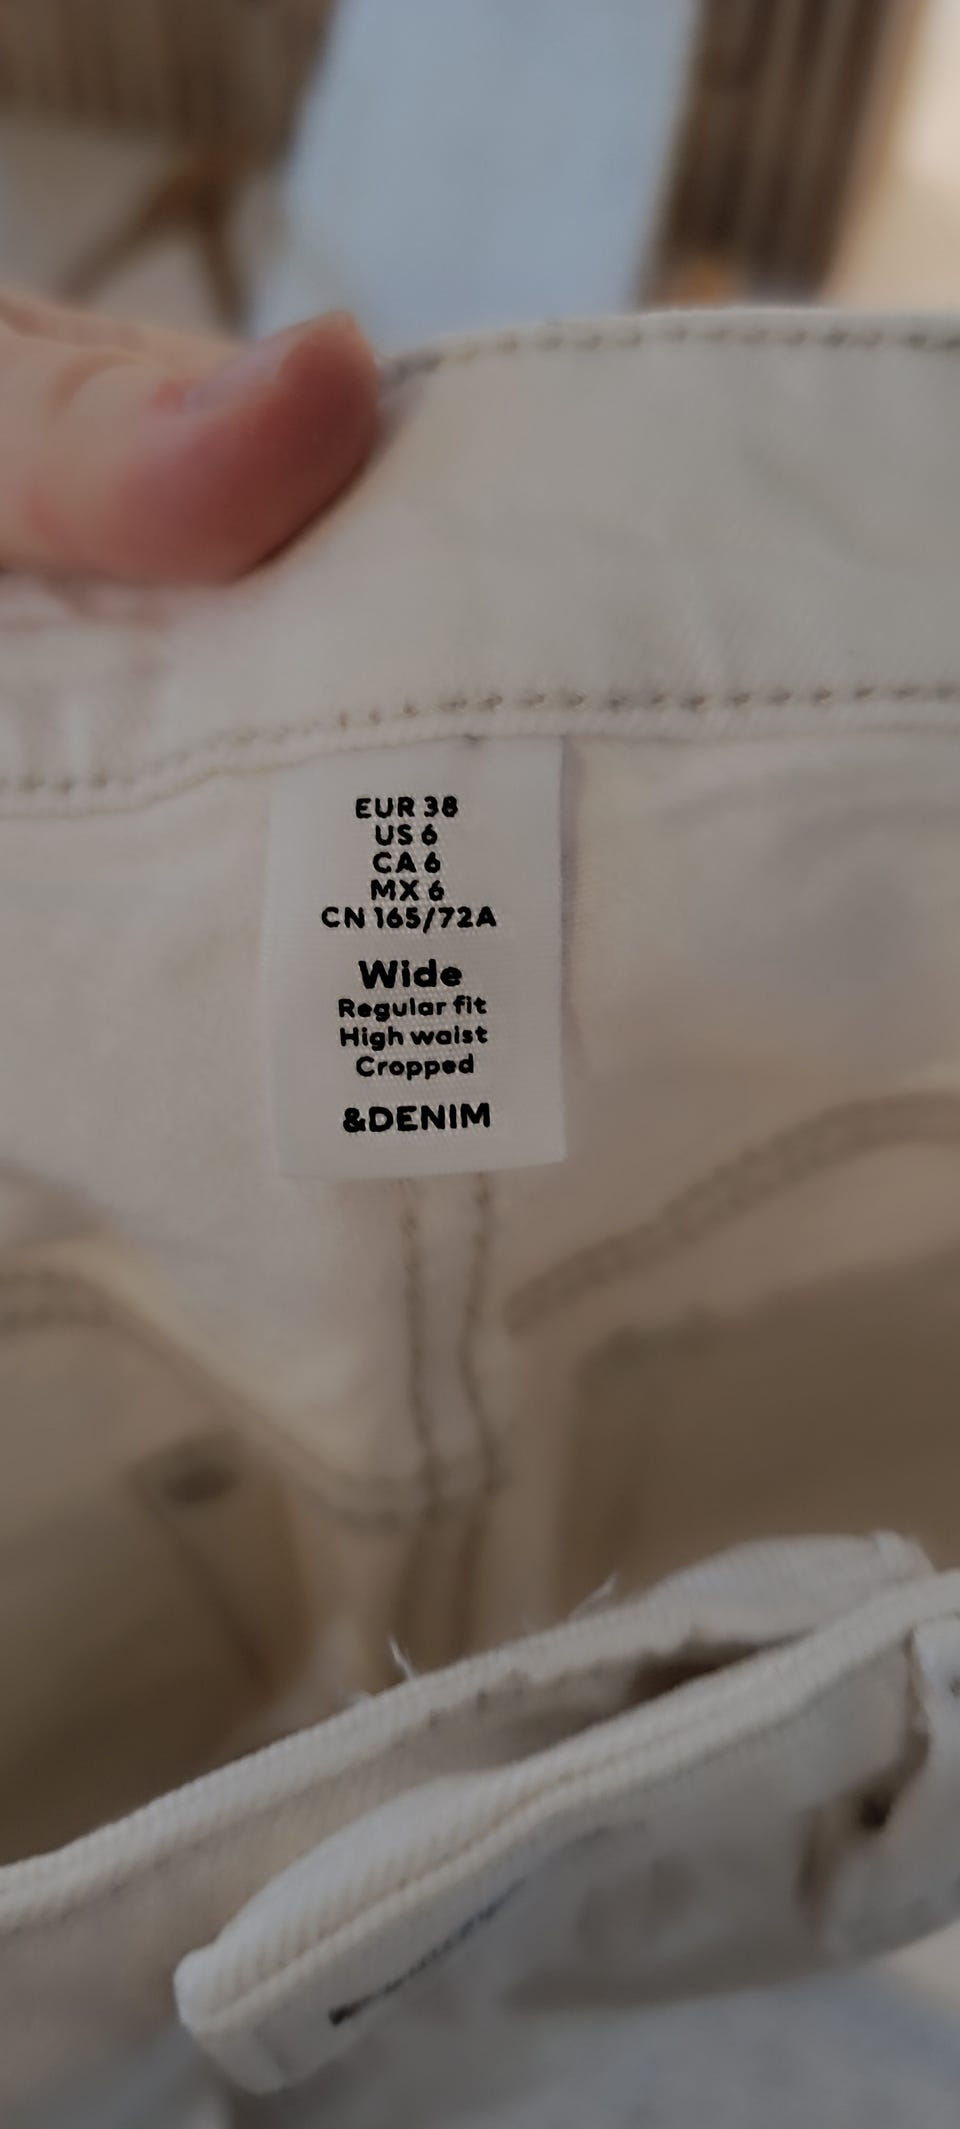 EUR 38
US 6
CA 6
MX 6
CN 165/72A
Wide
Regular fit
High waist
Cropped
&DENIM